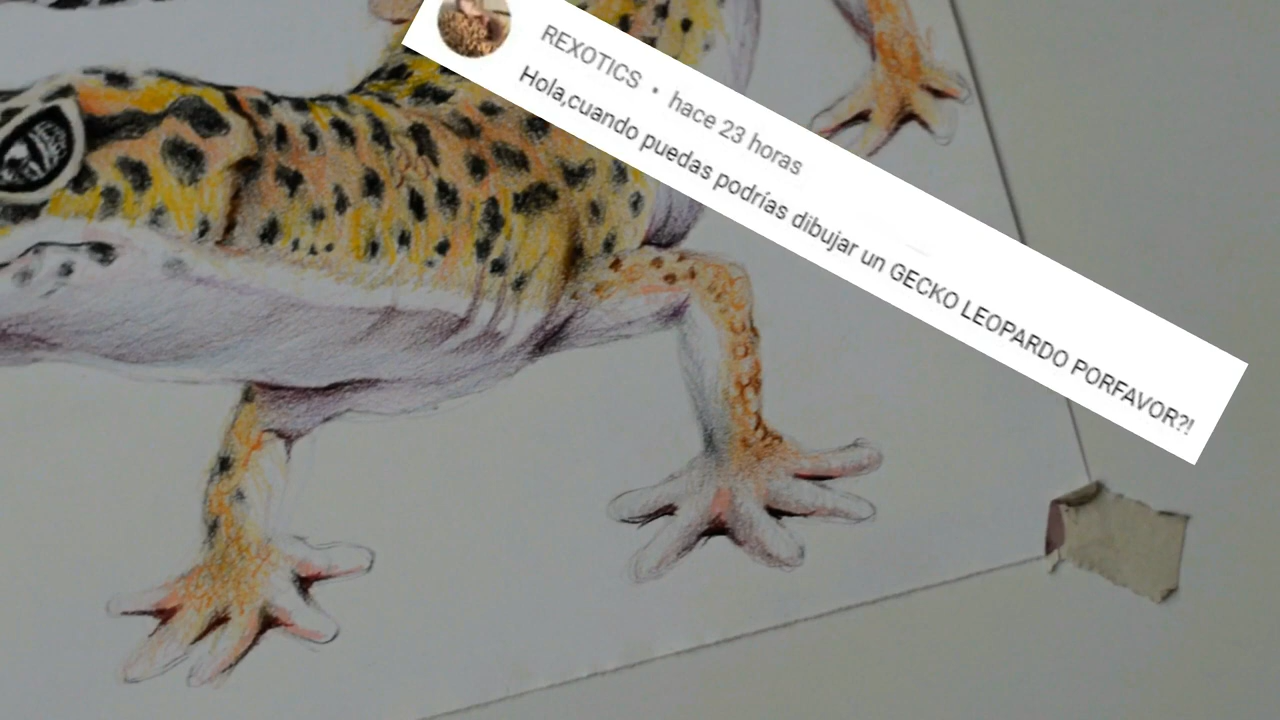 REXOTICS • hace 23 horas
Hola,cuando puedas podrías dibujar un GECKO LEOPARDO PORFAVOR?!